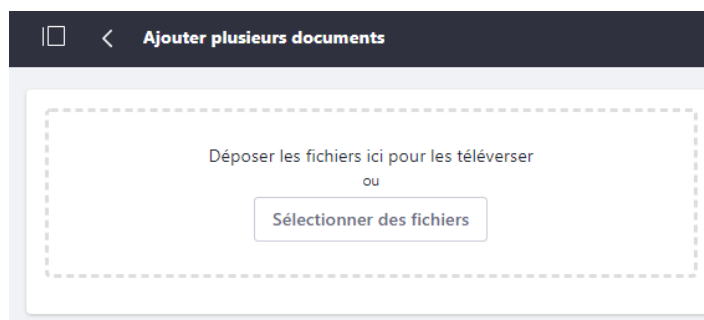 Ajouter plusieurs documents
Déposer les fichiers ici pour les téléverser
ou
Sélectionner des fichiers